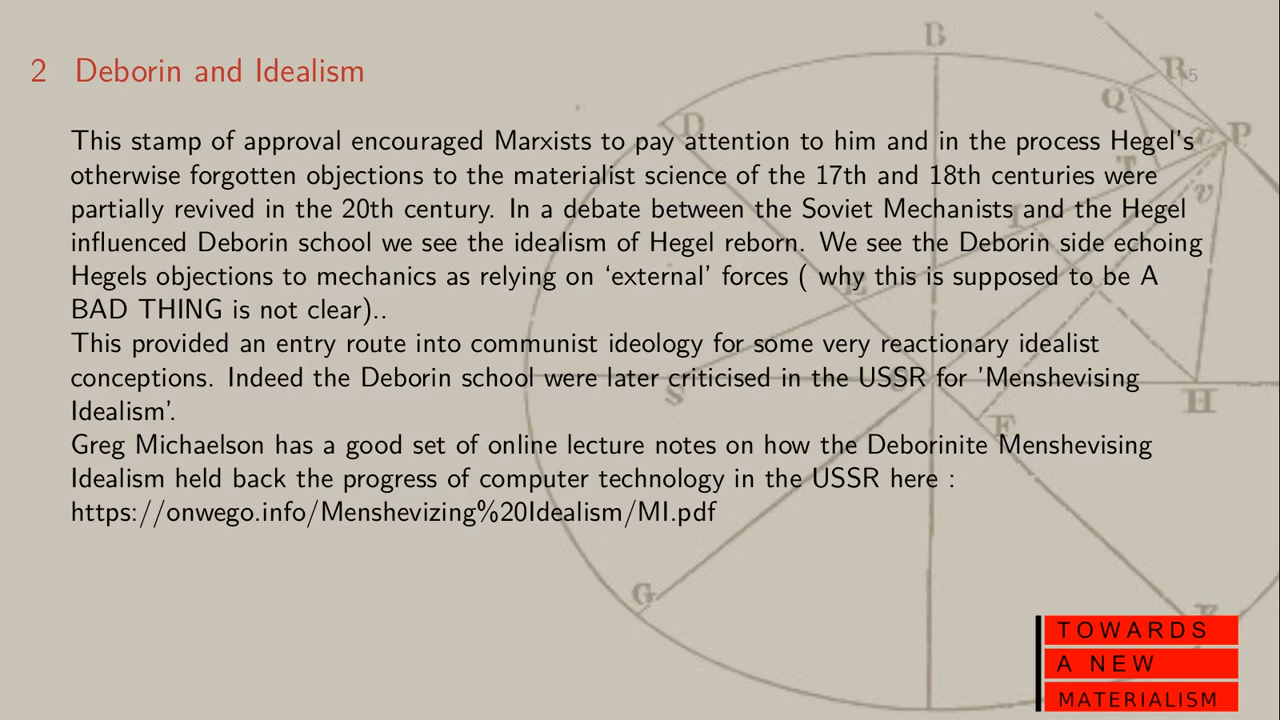 2 Deborin and Idealism
5
This stamp of approval encouraged Marxists to pay attention to him and in the process Hegel's
otherwise forgotten objections to the materialist science of the 17th and 18th centuries were
partially revived in the 20th century. In a debate between the Soviet Mechanists and the Hegel
influenced Deborin school we see the idealism of Hegel reborn. We see the Deborin side echoing
Hegels objections to mechanics as relying on ‘external’ forces ( why this is supposed to be A
BAD THING is not clear)..
This provided an entry route into communist ideology for some very reactionary idealist
conceptions. Indeed the Deborin school were later criticised in the USSR for 'Menshevising
Idealism'.
Greg Michaelson has a good set of online lecture notes on how the Deborinite Menshevising
Idealism held back the progress of computer technology in the USSR here :
https://onwego.info/Menshevizing%20Idealism/MI.pdf
B
R
Q
P
D
x
T
v
I
S
H
F
G
TOWARDS
A NEW
MATERIALISM